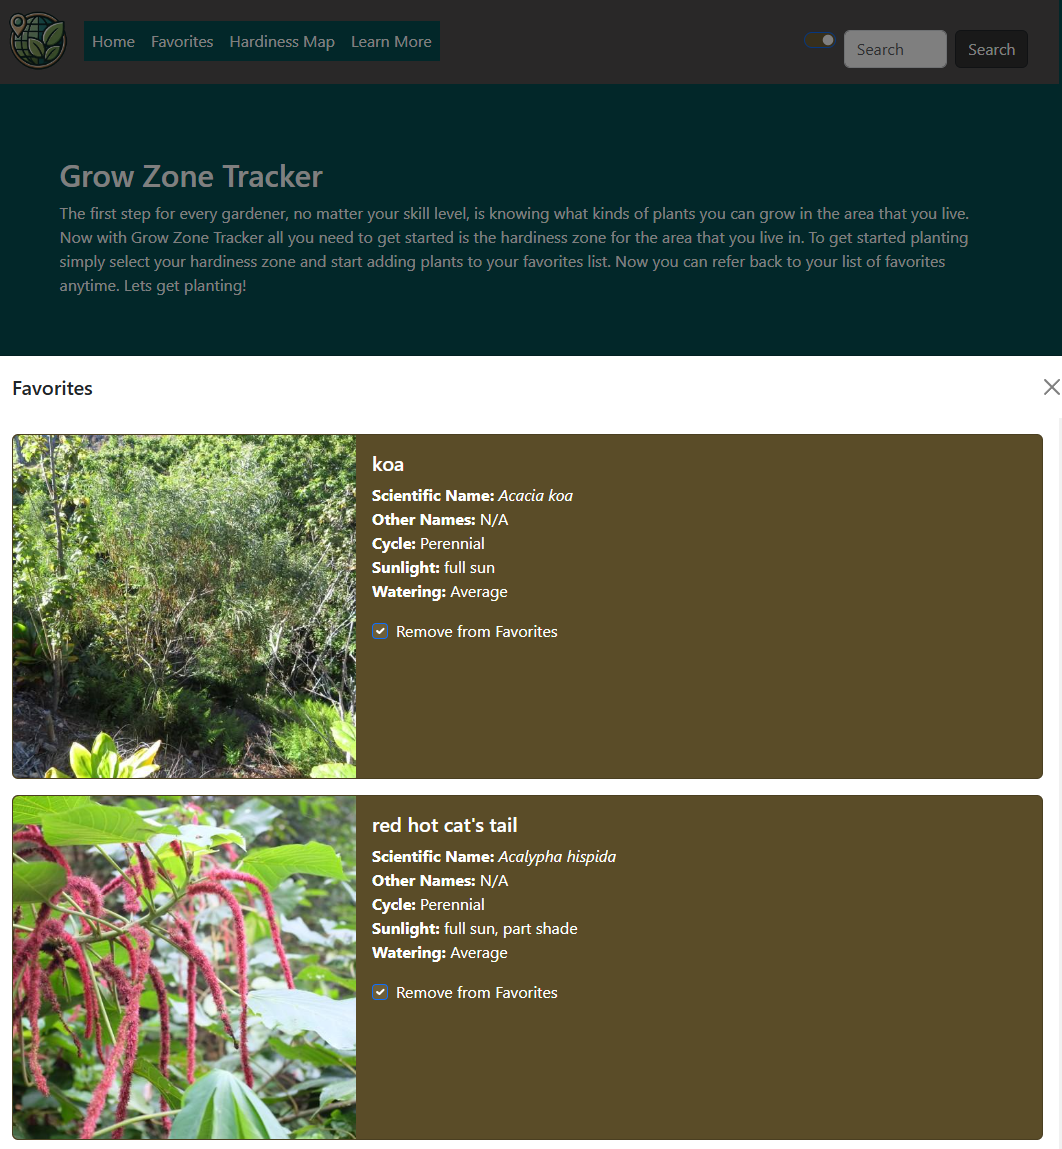 Home Favorites Hardiness Map Learn More Search Search
Grow Zone Tracker
The first step for every gardener, no matter your skill level, is knowing what kinds of plants you can grow in the area that you live.
Now with Grow Zone Tracker all you need to get started is the hardiness zone for the area that you live in. To get started planting
simply select your hardiness zone and start adding plants to your favorites list. Now you can refer back to your list of favorites
anytime. Lets get planting!
Favorites
koa
Scientific Name: Acacia koa
Other Names: N/A
Cycle: Perennial
Sunlight: full sun
Watering: Average
Remove from Favorites
red hot cat's tail
Scientific Name: Acalypha hispida
Other Names: N/A
Cycle: Perennial
Sunlight: full sun, part shade
Watering: Average
Remove from Favorites